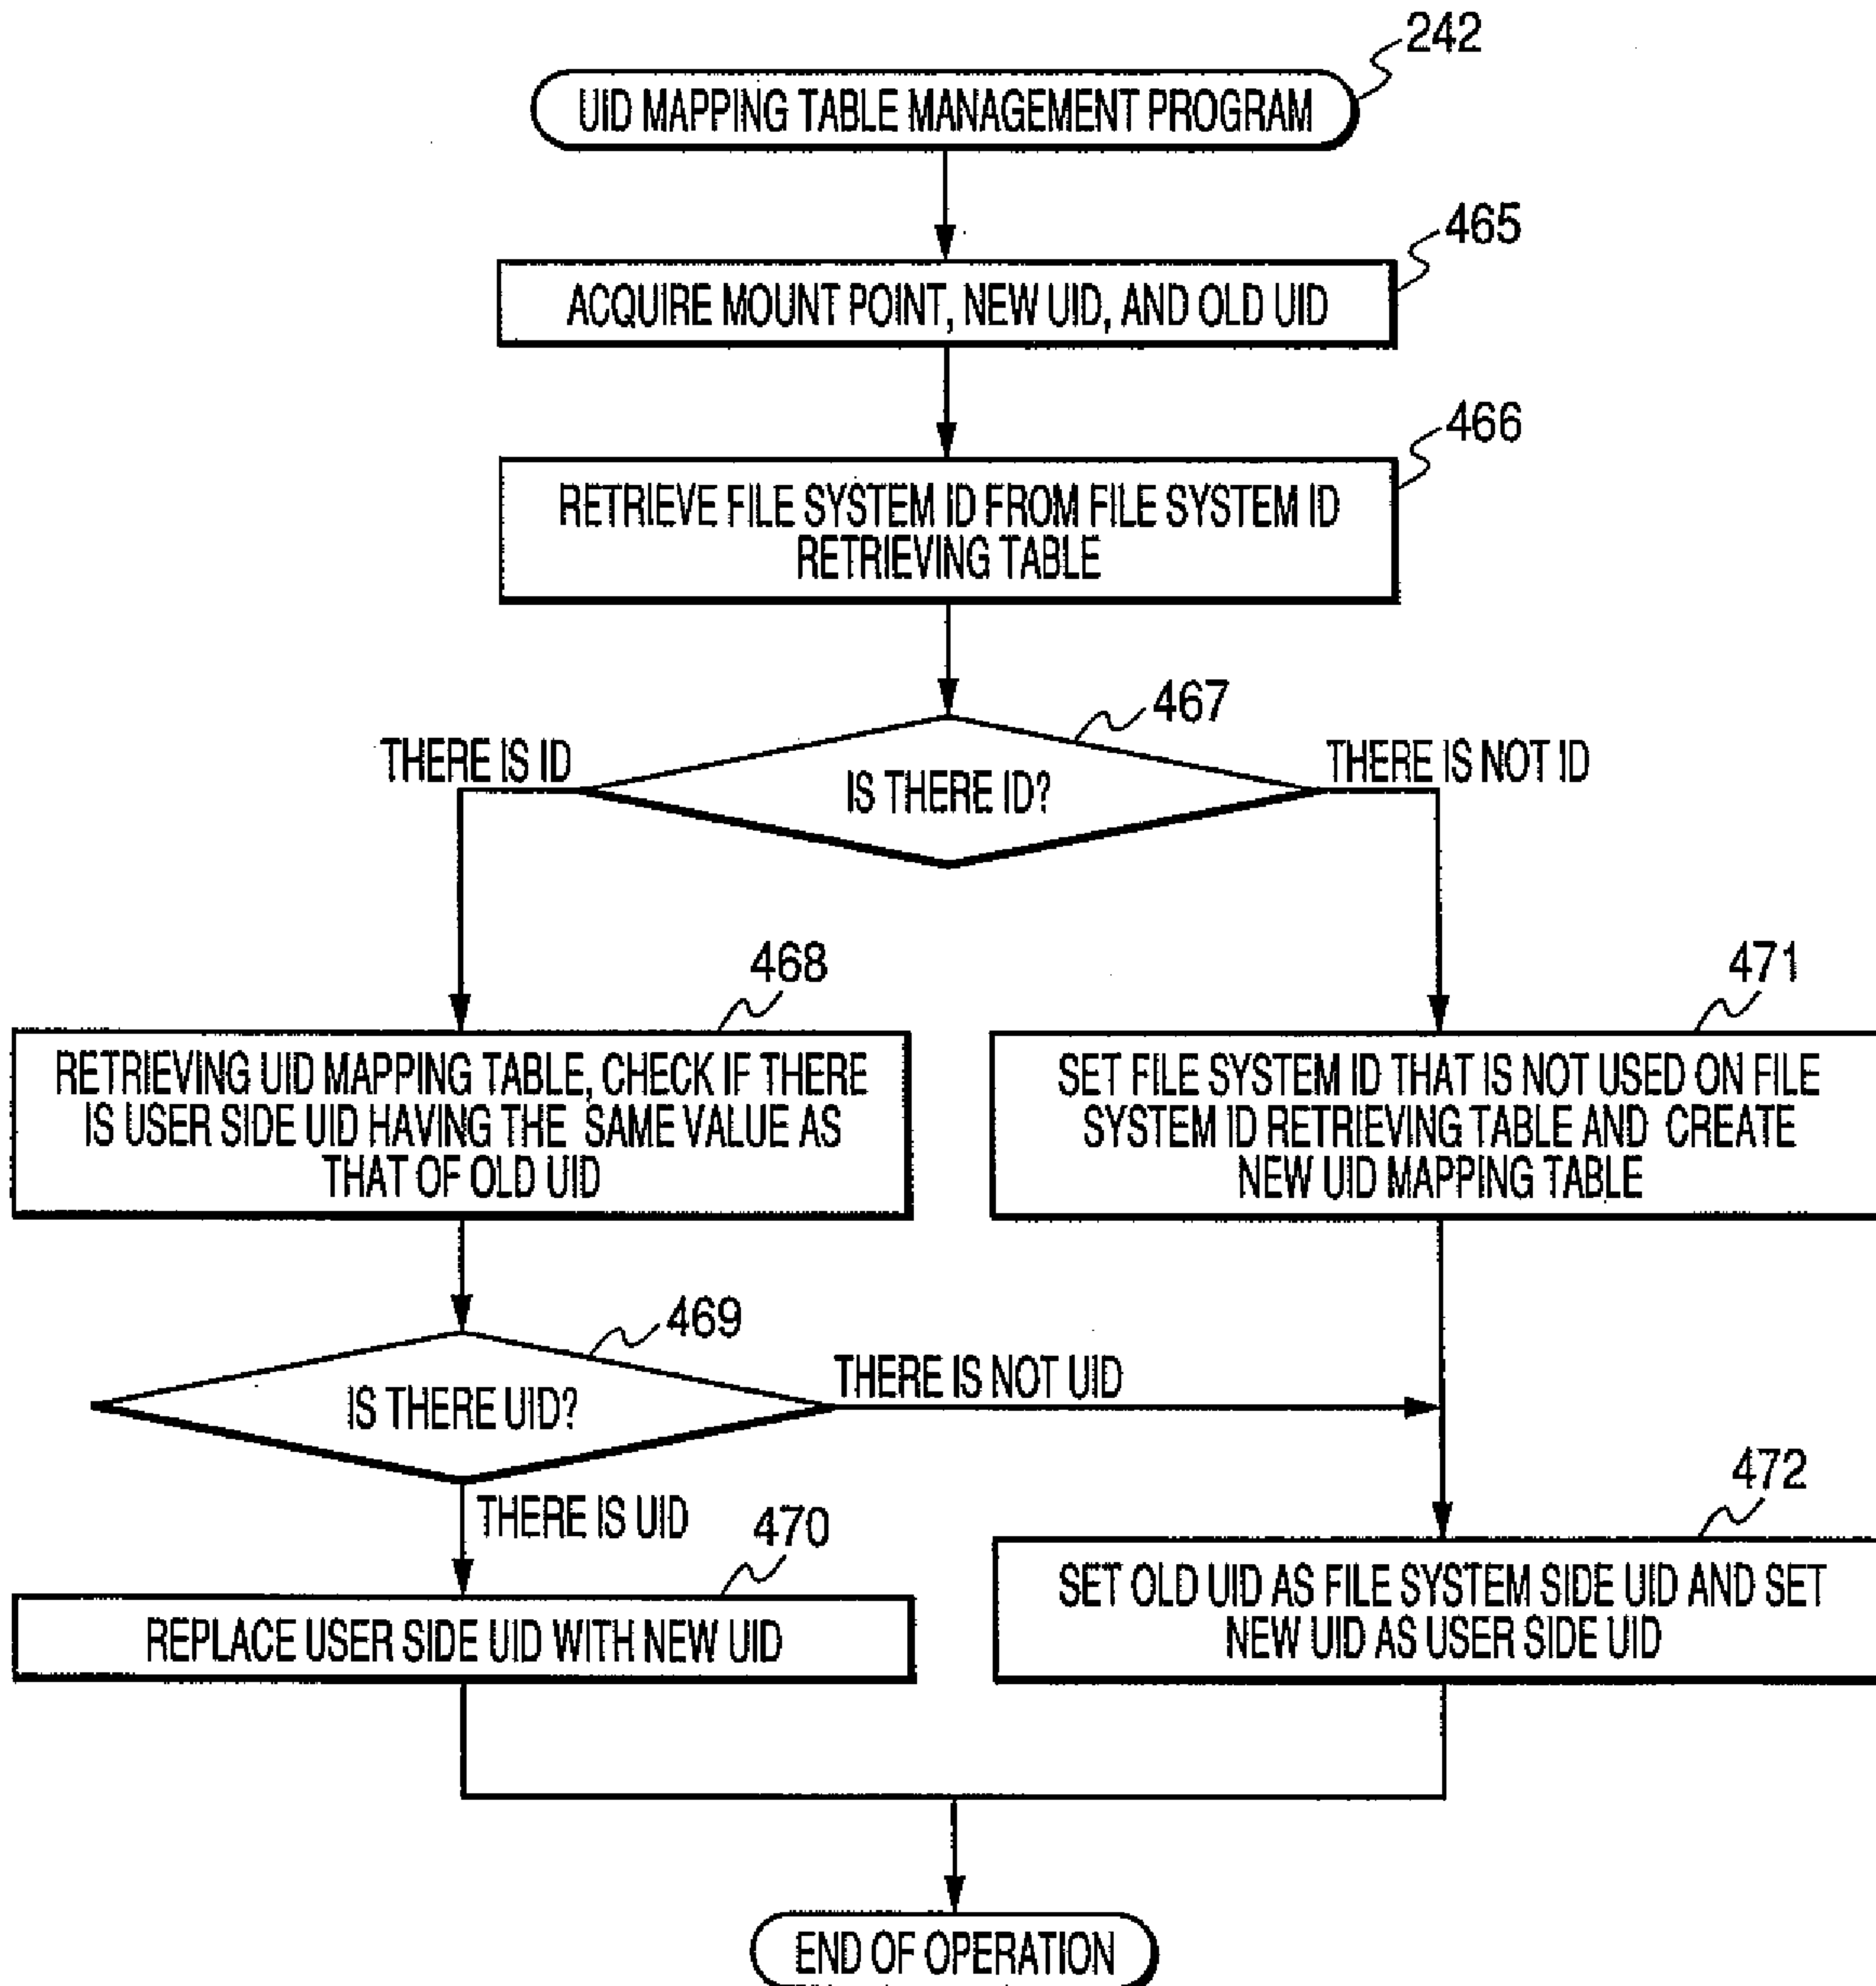 242
UID MAPPING TABLE MANAGEMENT PROGRAM
465
ACQUIRE MOUNT POINT, NEW UID, AND OLD UID
466
RETRIEVE FILE SYSTEM ID FROM FILE SYSTEM ID
RETRIEVING TABLE
467
THERE IS ID
IS THERE ID?
THERE IS NOT ID
468
RETRIEVING UID MAPPING TABLE, CHECK IF THERE
IS USER SIDE UID HAVING THE SAME VALUE AS
THAT OF OLD UID
471
SET FILE SYSTEM ID THAT IS NOT USED ON FILE
SYSTEM ID RETRIEVING TABLE AND CREATE
NEW UID MAPPING TABLE
469
IS THERE UID?
THERE IS NOT UID
THERE IS UID
470
REPLACE USER SIDE UID WITH NEW UID
472
SET OLD UID AS FILE SYSTEM SIDE UID AND SET
NEW UID AS USER SIDE UID
END OF OPERATION